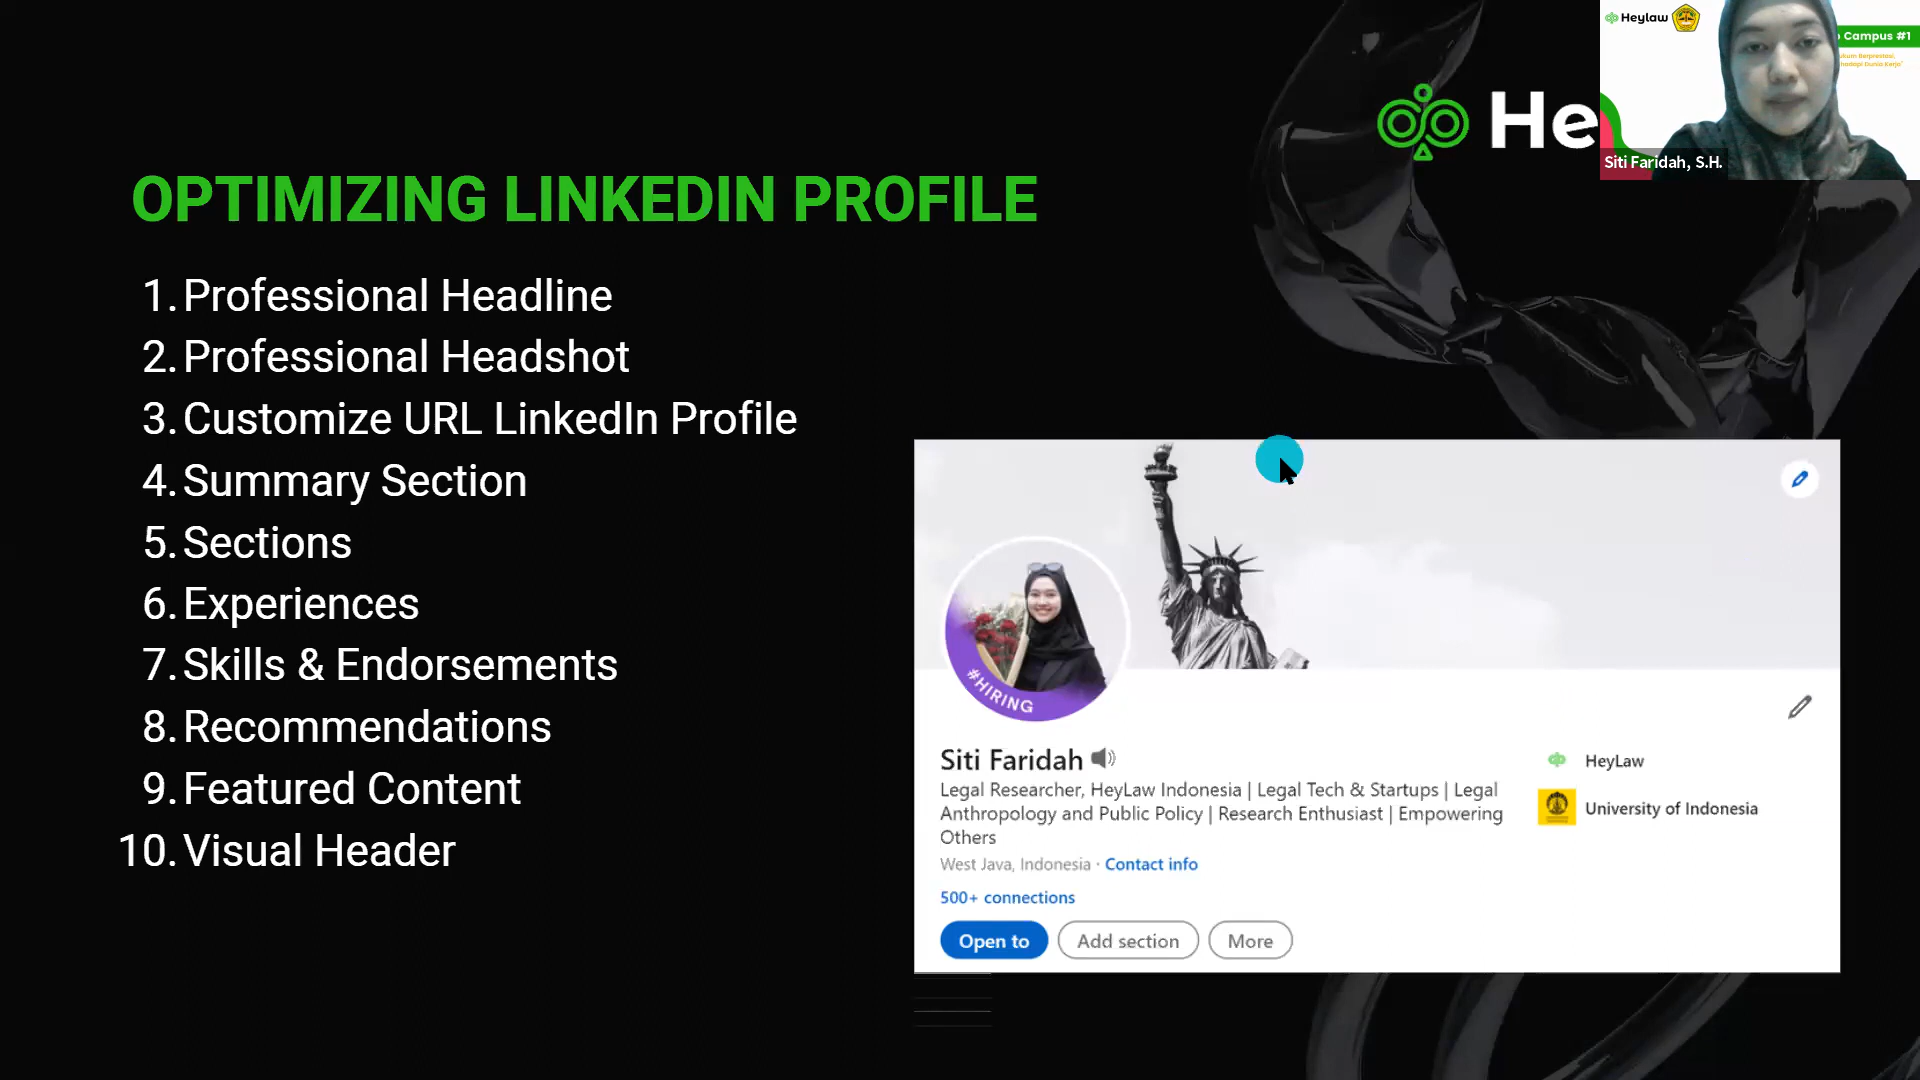 Heylaw
Campus #1
He
Siti Faridah, S.H.
OPTIMIZING LINKEDIN PROFILE
1. Professional Headline
2. Professional Headshot
3. Customize URL LinkedIn Profile
4. Summary Section
5. Sections
6. Experiences
7. Skills & Endorsements
8. Recommendations
9. Featured Content
10. Visual Header
#HIRING
Siti Faridah
Legal Researcher, HeyLaw Indonesia | Legal Tech & Startups | Legal
Anthropology and Public Policy | Research Enthusiast | Empowering
Others
West Java, Indonesia · Contact info
500+ connections
Open to
Add section
More
HeyLaw
University of Indonesia